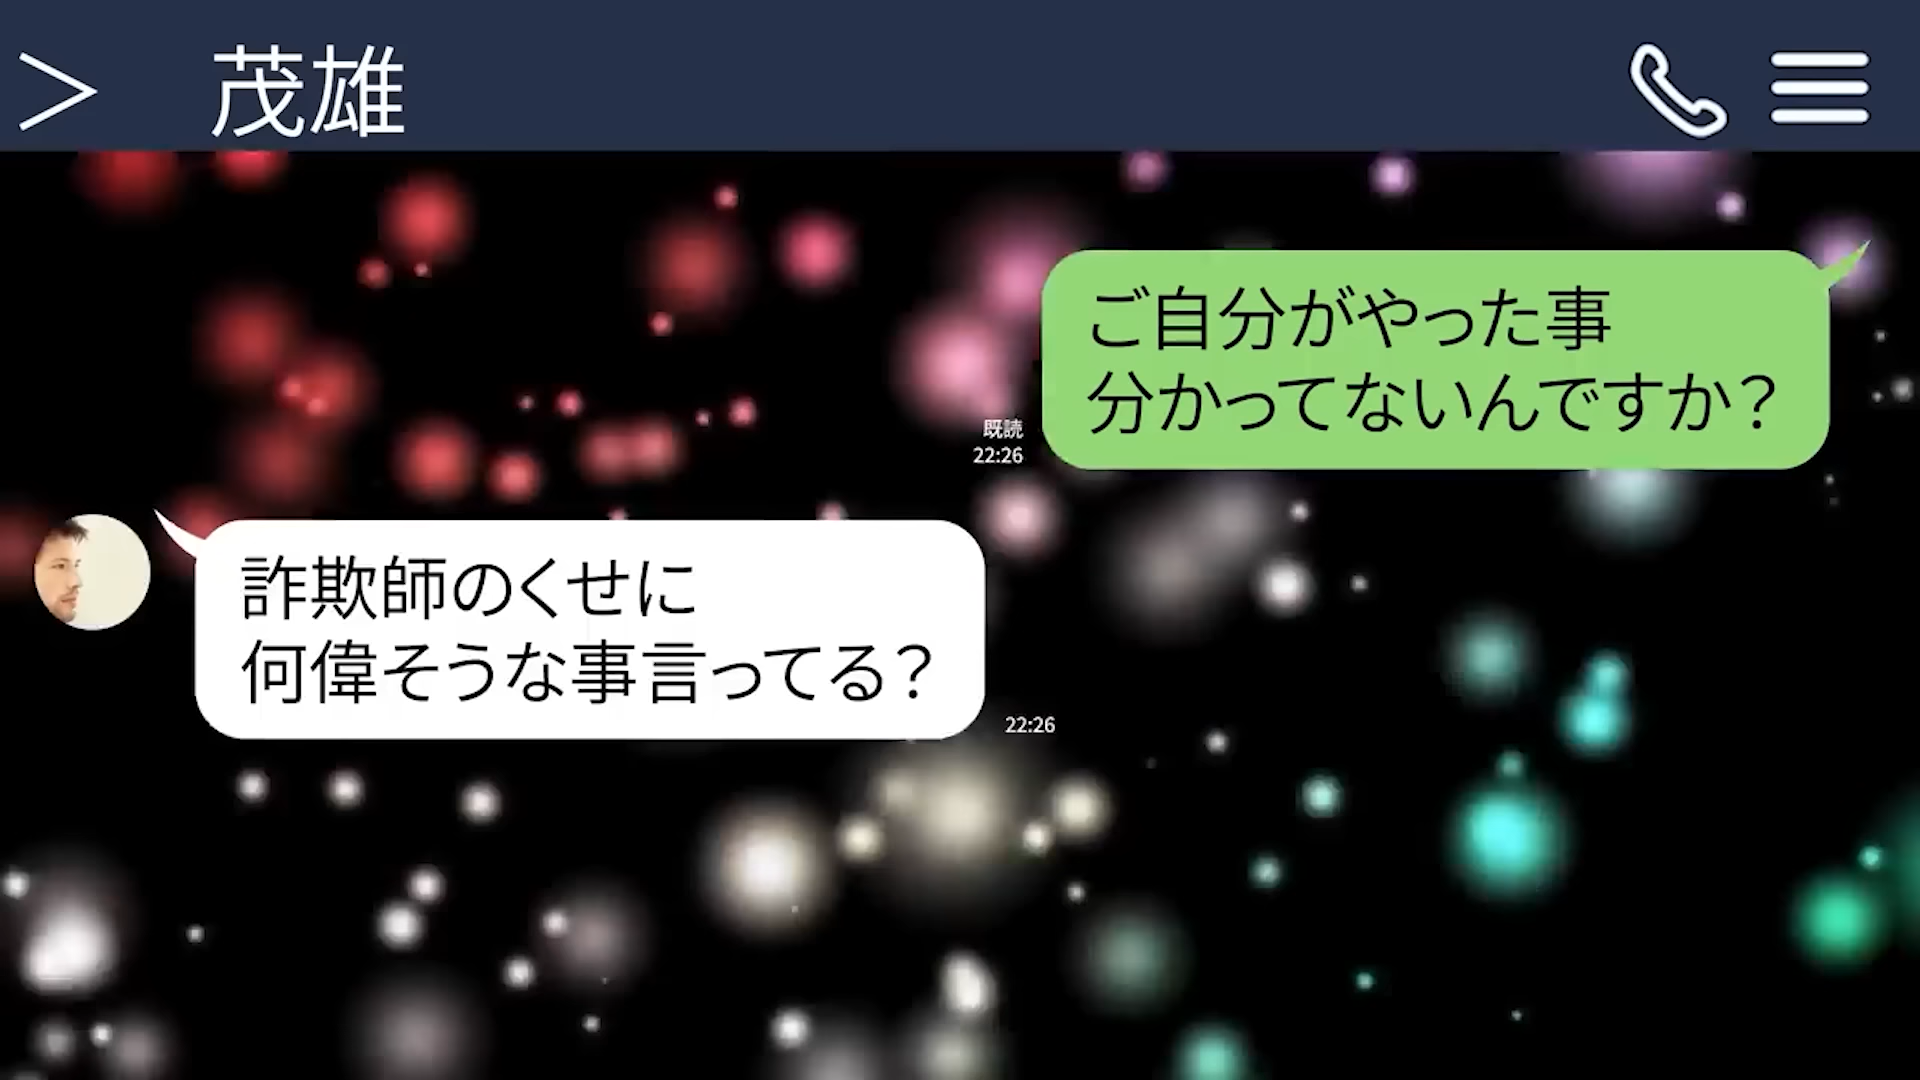 茂雄
ご自分がやった事
分かってないんですか？
既読
22:26
詐欺師のくせに
何偉そうな事言ってる？
22:26